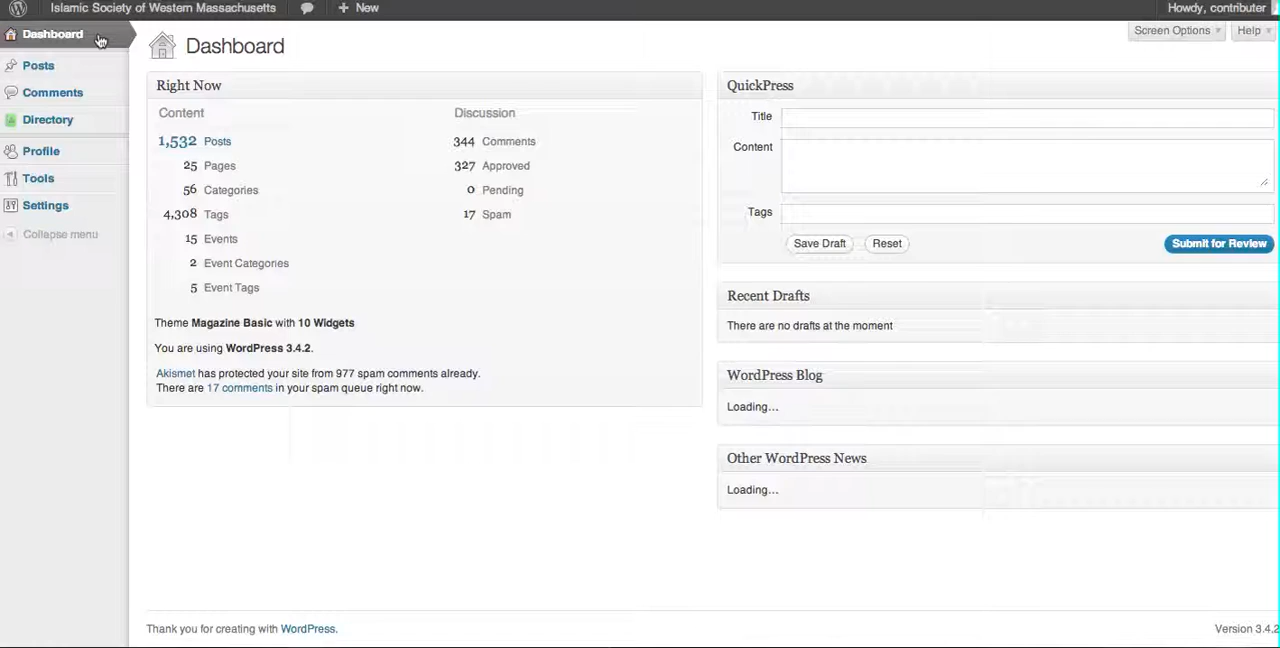 Islamic Society of Western Massachusetts
New
Howdy, contributer
Dashboard
Posts
Comments
Directory
Profile
Tools
Settings
Collapse menu
Screen Options
Help
Dashboard
Right Now
Content
1,532 Posts
25 Pages
56 Categories
4,308 Tags
15 Events
2 Event Categories
5 Event Tags
Discussion
344 Comments
327 Approved
0 Pending
17 Spam
Theme Magazine Basic with 10 Widgets
You are using WordPress 3.4.2.
Akismet has protected your site from 977 spam comments already.
There are 17 comments in your spam queue right now.
QuickPress
Title
Content
Tags
Save Draft
Reset
Submit for Review
Recent Drafts
There are no drafts at the moment
WordPress Blog
Loading...
Other WordPress News
Loading...
Thank you for creating with WordPress.
Version 3.4.2